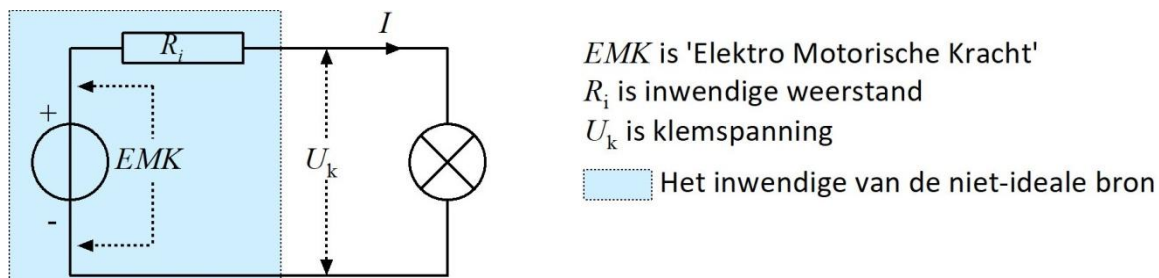 R_i
I
+
EMK
-
U_k
EMK is 'Elektro Motorische Kracht'
R_i is inwendige weerstand
U_k is klemspanning
Het inwendige van de niet-ideale bron